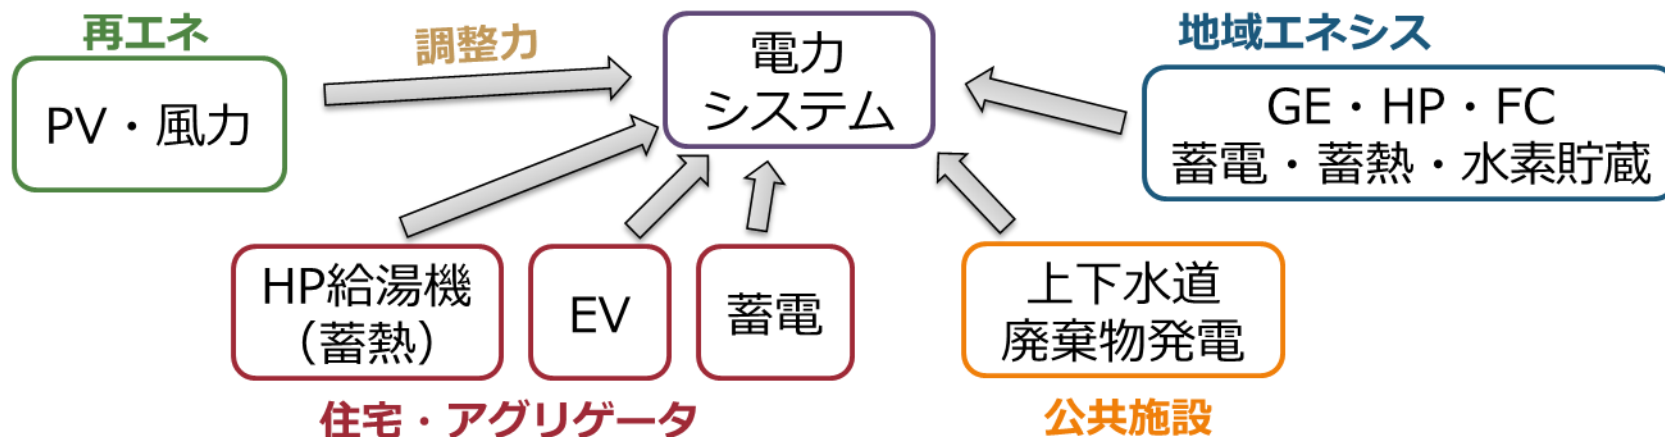 再エネ
PV・風力
調整力
電力
システム
地域エネシス
GE・HP・FC
蓄電・蓄熱・水素貯蔵
HP給湯機
（蓄熱）
EV
蓄電
住宅・アグリゲータ
上下水道
廃棄物発電
公共施設